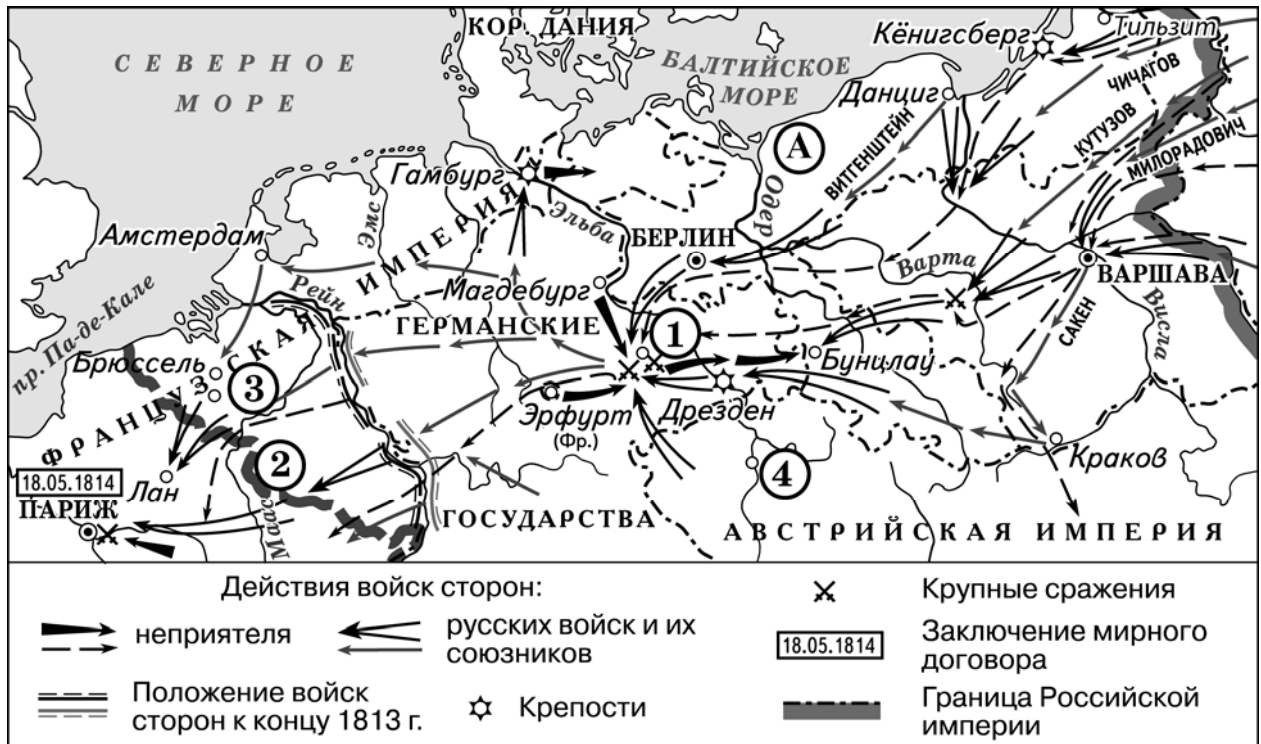 КОР. ДАНИЯ
СЕВЕРНОЕ
МОРЕ
БАЛТИЙСКОЕ
МОРЕ
Кёнигсберг
Тильзит
Данциг
ЧИЧАГОВ
КУТУЗОВ
МИЛОРАДОВИЧ
ВИТГЕНШТЕЙН
А
Одер
Гамбург
Эльба
Эмс
Амстердам
БЕРЛИН
Варта
ВАРШАВА
Висла
САКЕН
пр. Па-де-Кале
Рейн
Магдебург
ГЕРМАНСКИЕ
1
Бунцлау
Брюссель
3
ФРАНЦУЗСКАЯ ИМПЕРИЯ
Эрфурт
(Фр.)
Дрезден
2
4
Краков
18.05.1814
ПАРИЖ
Лан
Маас
ГОСУДАРСТВА
АВСТРИЙСКАЯ ИМПЕРИЯ
Действия войск сторон:
неприятеля
русских войск и их
союзников
Положение войск
сторон к концу 1813 г.
Крепости
Крупные сражения
18.05.1814
Заключение мирного
договора
Граница Российской
империи